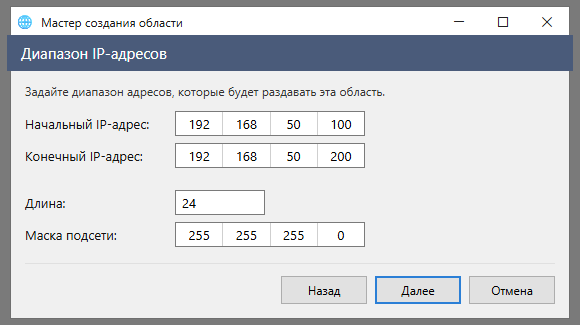 Мастер создания области
Диапазон IP-адресов
Задайте диапазон адресов, которые будет раздавать эта область.
Начальный IP-адрес: 192 168 50 100
Конечный IP-адрес: 192 168 50 200
Длина: 24
Маска подсети: 255 255 255 0
Назад Далее Отмена